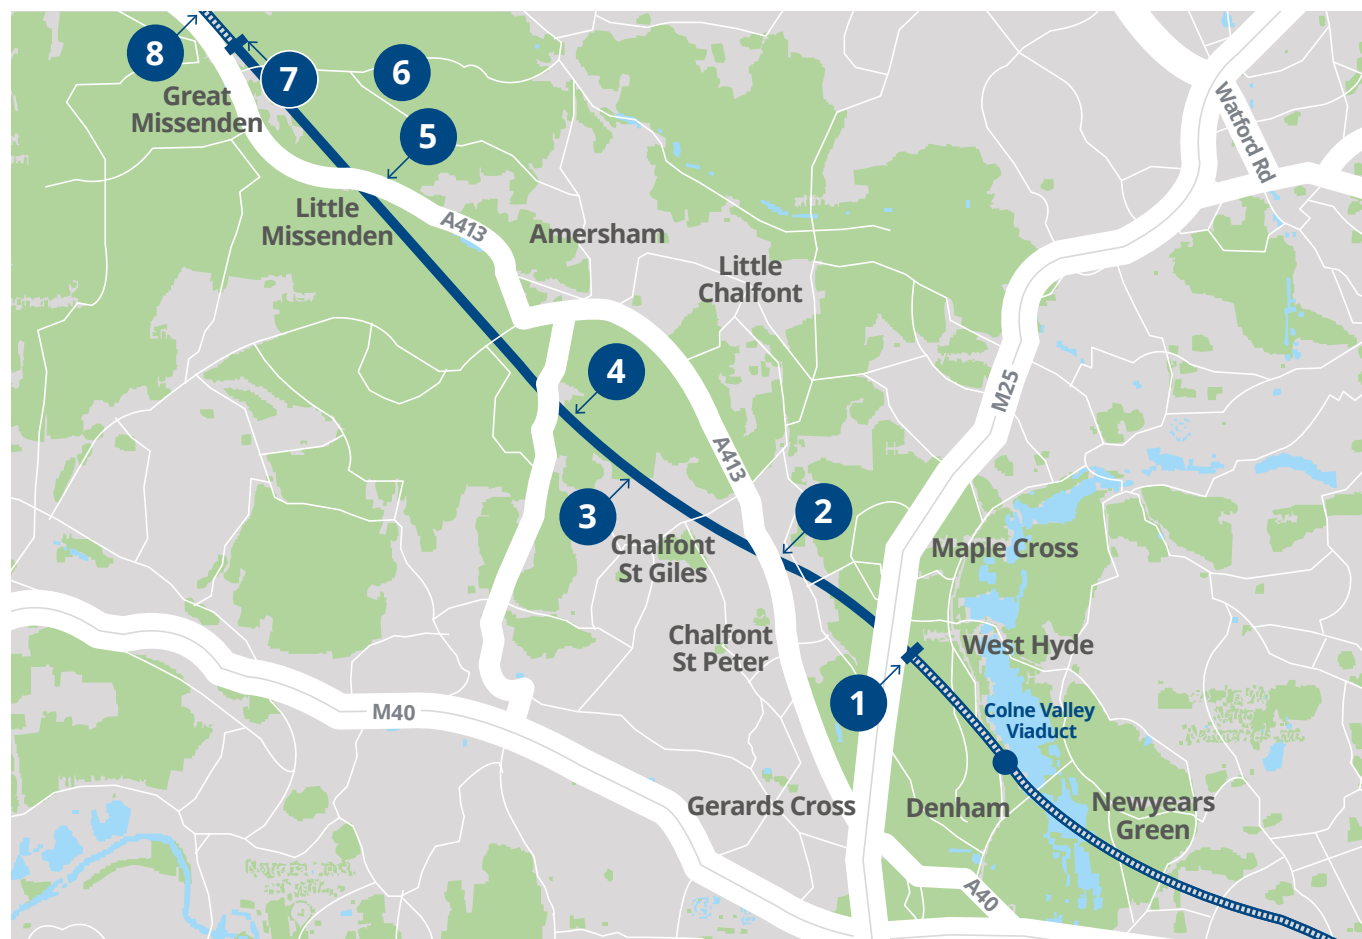 8
7
6
Great
Missenden
5
Watford Rd
Little
Missenden
A413
Amersham
Little
Chalfont
4
M25
A413
3
2
Chalfont
St Giles
Maple Cross
Chalfont
St Peter
West Hyde
1
M40
Colne Valley
Viaduct
Gerards Cross
Denham
Newyears
Green
A40